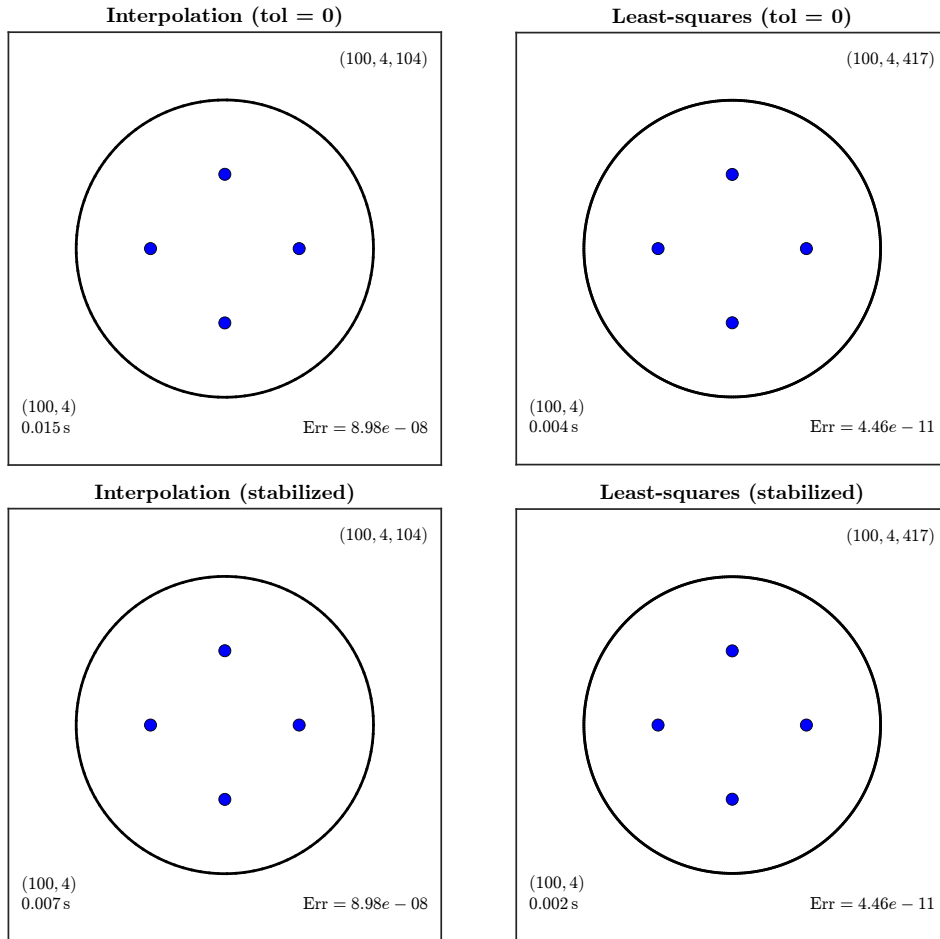 Interpolation (tol = 0)
(100, 4, 104)
(100, 4)
0.015 s
Err = 8.98e − 08
Least-squares (tol = 0)
(100, 4, 417)
(100, 4)
0.004 s
Err = 4.46e − 11
Interpolation (stabilized)
(100, 4, 104)
(100, 4)
0.007 s
Err = 8.98e − 08
Least-squares (stabilized)
(100, 4, 417)
(100, 4)
0.002 s
Err = 4.46e − 11